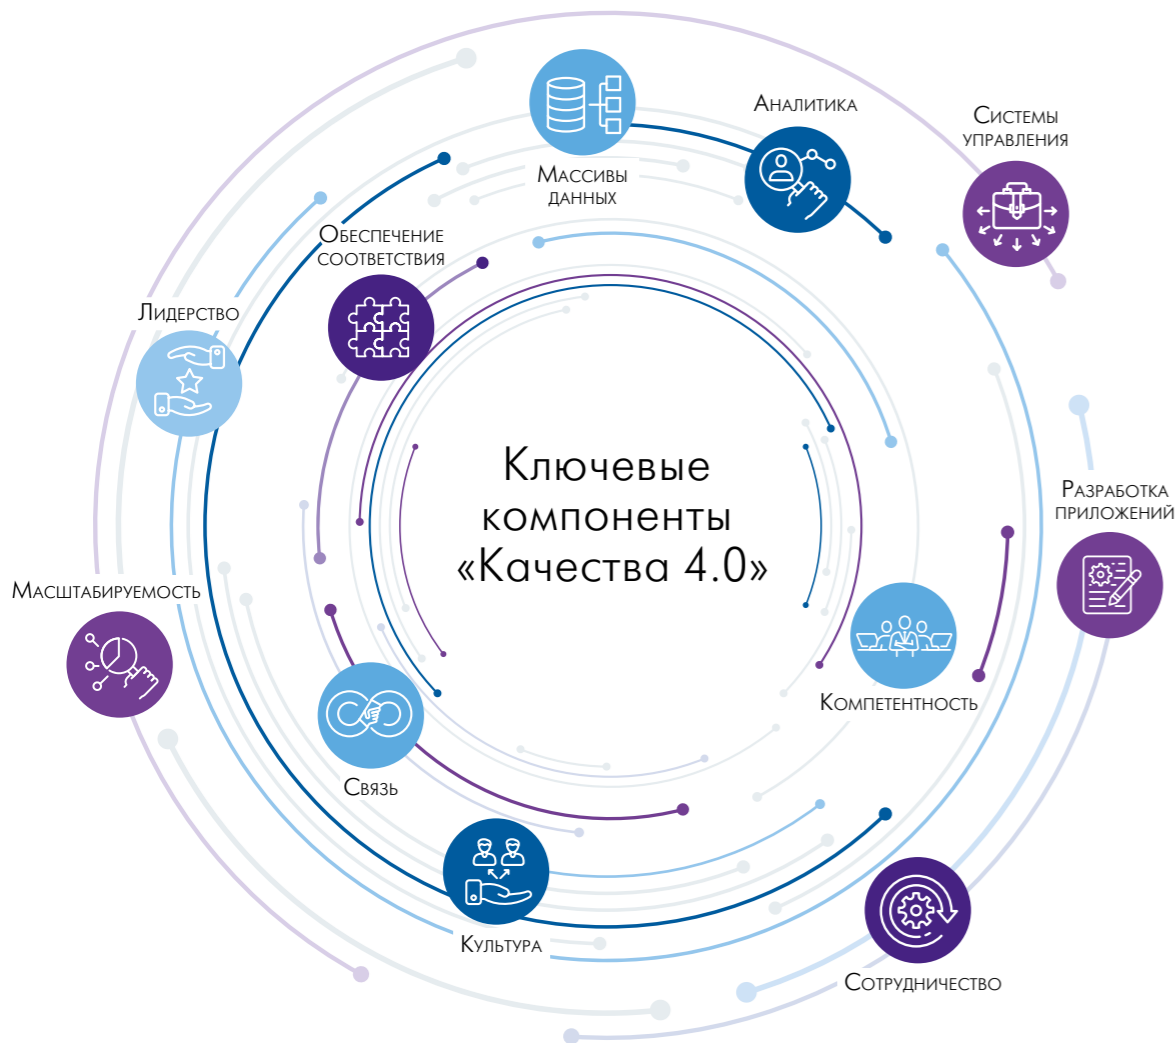 Аналитика
Системы
управления
Массивы
данных
Обеспечение
соответствия
Лидерство
Ключевые
компоненты
«Качества 4.0»
Разработка
приложений
Масштабируемость
Компетентность
Связь
Культура
Сотрудничество